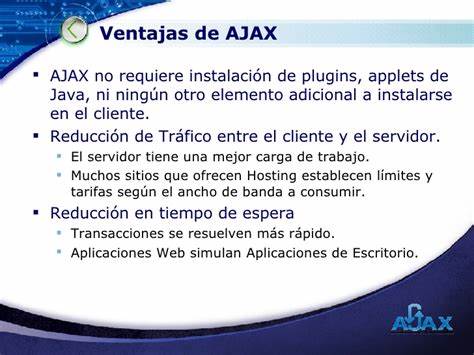 Ventajas de AJAX
AJAX no requiere instalación de plugins, applets de
Java, ni ningún otro elemento adicional a instalarse
en el cliente.
Reducción de Tráfico entre el cliente y el servidor.
El servidor tiene una mejor carga de trabajo.
Muchos sitios que ofrecen Hosting establecen límites y
tarifas según el ancho de banda a consumir.
Reducción en tiempo de espera
Transacciones se resuelven más rápido.
Aplicaciones Web simulan Aplicaciones de Escritorio.
AJAX